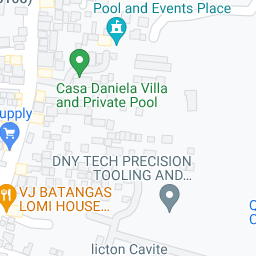 Pool and Events Place
Casa Daniela Villa
and Private Pool
upply
DNY TECH PRECISION
TOOLING AND...
VJ BATANGAS
LOMI HOUSE...
licton Cavite